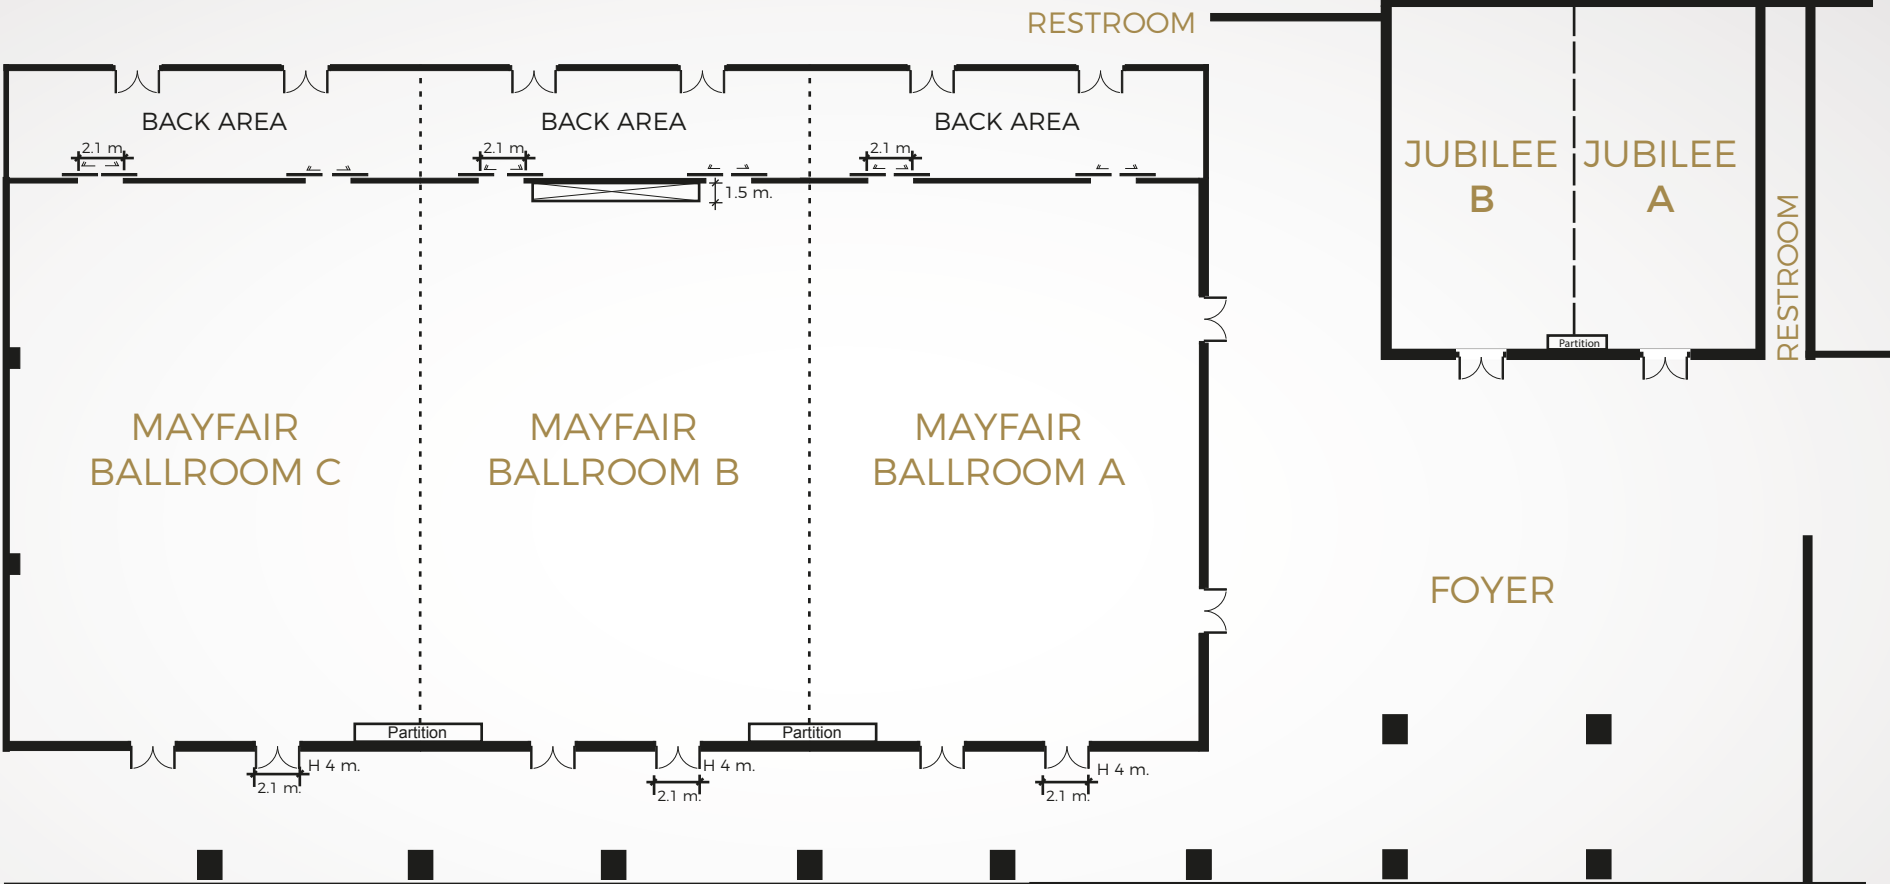 RESTROOM
BACK AREA
BACK AREA
BACK AREA
2.1 m
2.1 m
2.1 m
1.5 m.
JUBILEE
B
JUBILEE
A
RESTROOM
Partition
MAYFAIR
BALLROOM C
MAYFAIR
BALLROOM B
MAYFAIR
BALLROOM A
FOYER
Partition
Partition
H 4 m.
2.1 m.
H 4 m.
2.1 m.
H 4 m.
2.1 m.